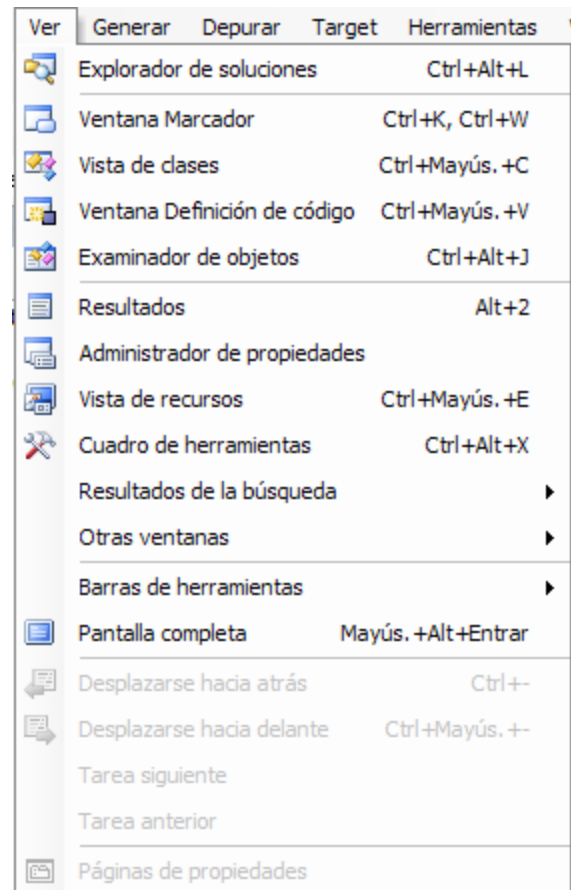 Ver Generar Depurar Target Herramientas
Explorador de soluciones Ctrl+Alt+L
Ventana Marcador Ctrl+K, Ctrl+W
Vista de clases Ctrl+Mayús.+C
Ventana Definición de código Ctrl+Mayús.+V
Examinador de objetos Ctrl+Alt+J
Resultados Alt+2
Administrador de propiedades
Vista de recursos Ctrl+Mayús.+E
Cuadro de herramientas Ctrl+Alt+X
Resultados de la búsqueda
Otras ventanas
Barras de herramientas
Pantalla completa Mayús.+Alt+Entrar
Desplazarse hacia atrás Ctrl+-
Desplazarse hacia delante Ctrl+Mayús.+-
Tarea siguiente
Tarea anterior
Páginas de propiedades